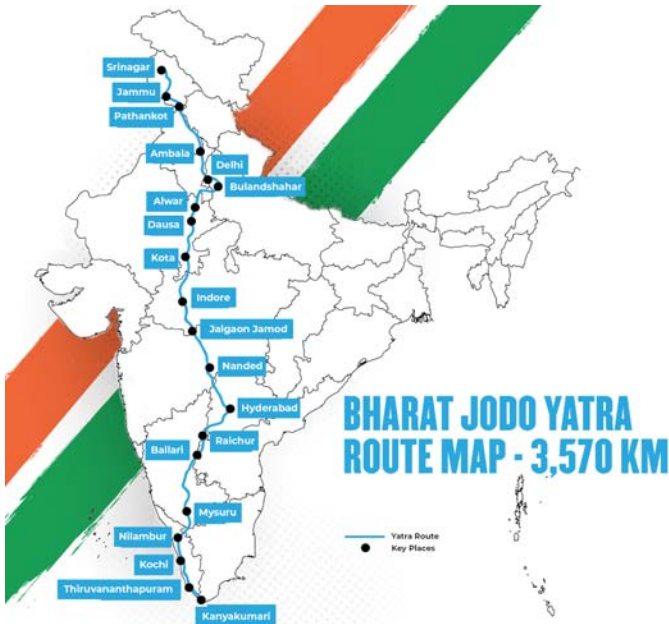 Srinagar
Jammu
Pathankot
Ambala
Delhi
Bulandshahar
Alwar
Dausa
Kota
Indore
Jalgaon Jamod
Nanded
Hyderabad
BHARAT JODO YATRA
ROUTE MAP - 3,570 KM
Raichur
Ballari
Mysuru
Nilambur
Yatra Route
Key Places
Kochi
Thiruvananthapuram
Kanyakumari